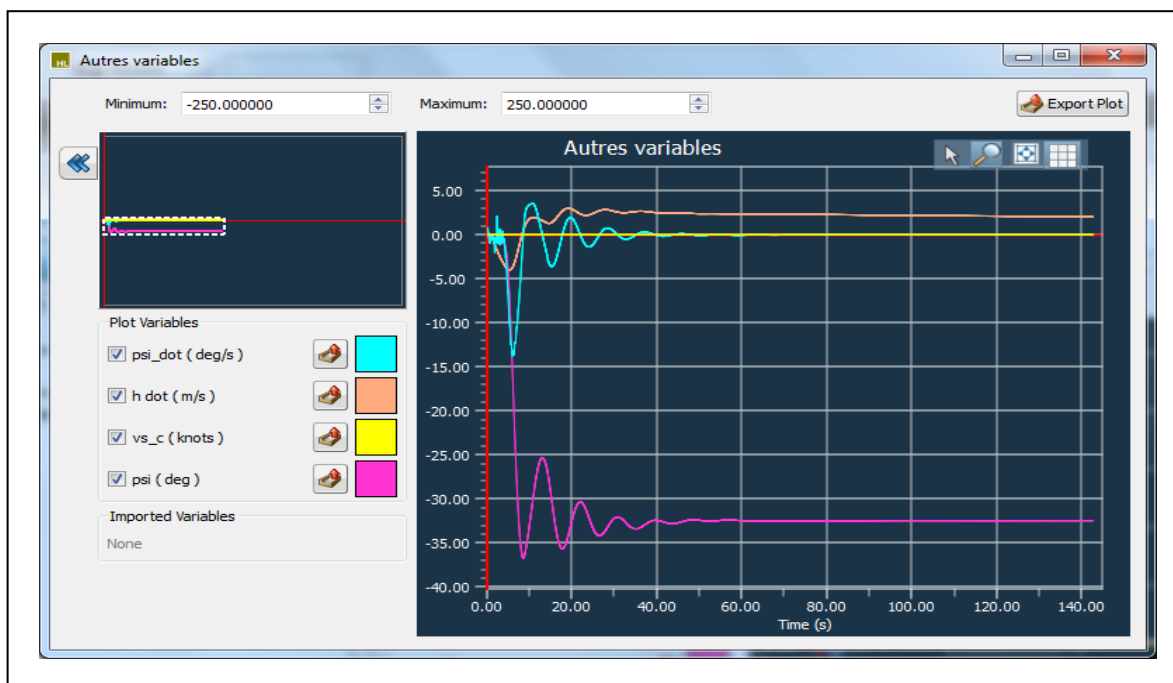 HL Autres variables
Minimum: -250.000000 Maximum: 250.000000 Export Plot
Autres variables
5.00
0.00
-5.00
-10.00
-15.00
-20.00
-25.00
-30.00
-35.00
-40.00
0.00 20.00 40.00 60.00 80.00 100.00 120.00 140.00
Time (s)
Plot Variables
psi_dot ( deg/s )
h dot ( m/s )
vs_c ( knots )
psi ( deg )
Imported Variables
None